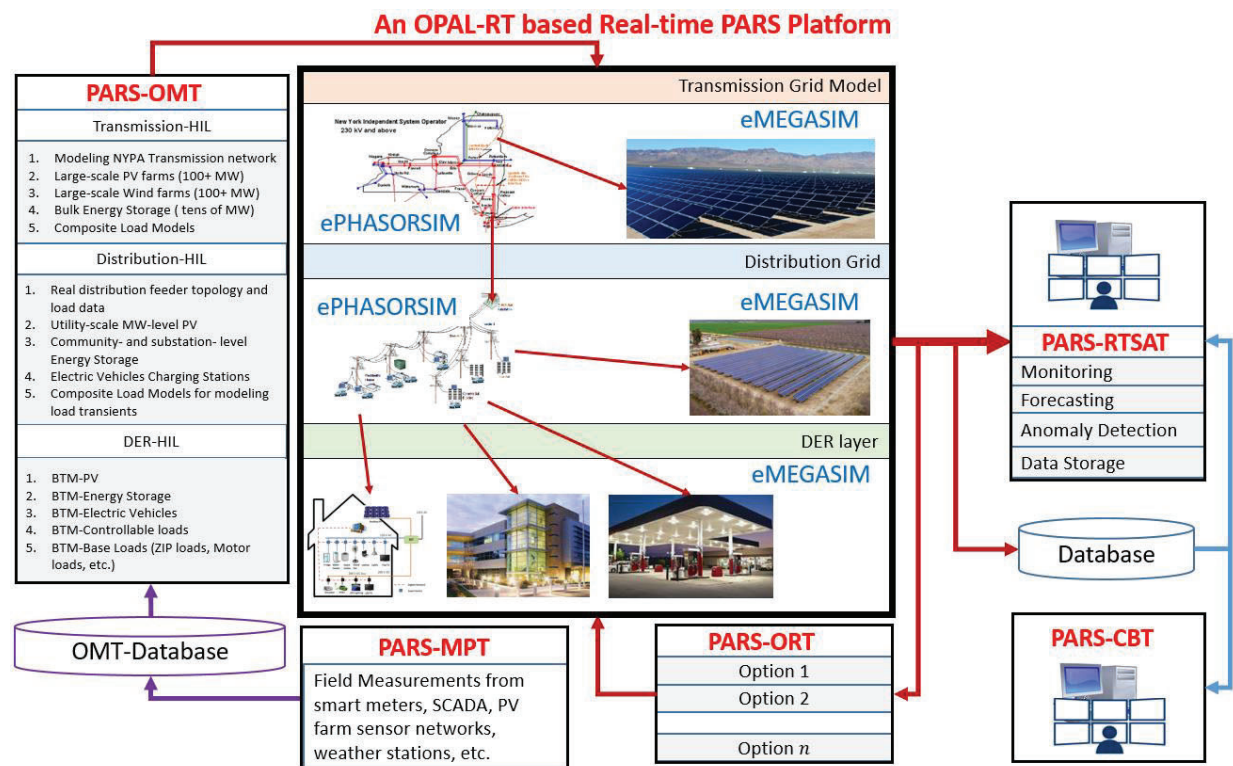 An OPAL-RT based Real-time PARS Platform
PARS-OMT
Transmission-HIL
1. Modeling NYPA Transmission network
2. Large-scale PV farms (100+ MW)
3. Large-scale Wind farms (100+ MW)
4. Bulk Energy Storage ( tens of MW)
5. Composite Load Models
Distribution-HIL
1. Real distribution feeder topology and
load data
2. Utility-scale MW-level PV
3. Community- and substation- level
Energy Storage
4. Electric Vehicles Charging Stations
5. Composite Load Models for modeling
load transients
DER-HIL
1. BTM-PV
2. BTM-Energy Storage
3. BTM-Electric Vehicles
4. BTM-Controllable loads
5. BTM-Base Loads (ZIP loads, Motor
loads, etc.)
OMT-Database
Transmission Grid Model
New York Independent System Operator
230 kV and above
eMEGASIM
ePHASORSIM
Distribution Grid
ePHASORSIM
eMEGASIM
DER layer
eMEGASIM
PARS-MPT
Field Measurements from
smart meters, SCADA, PV
farm sensor networks,
weather stations, etc.
PARS-ORT
Option 1
Option 2
Option n
PARS-RTSAT
Monitoring
Forecasting
Anomaly Detection
Data Storage
Database
PARS-CBT